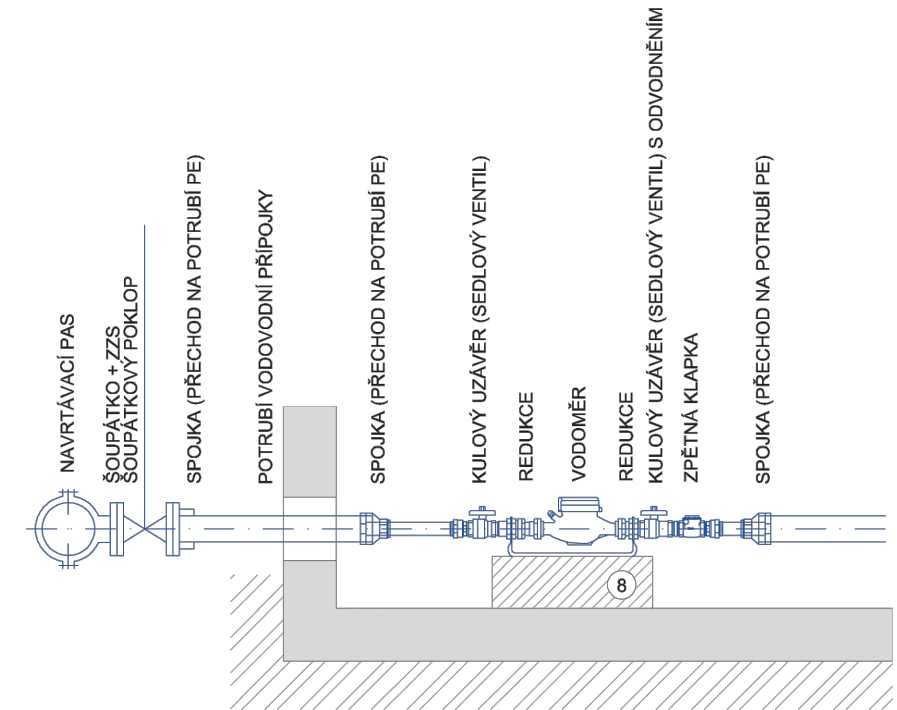 NAVRTÁVACÍ PAS
ŠOUPÁTKO + ZZS
ŠOUPÁTKOVÝ POKLOP
SPOJKA (PŘECHOD NA POTRUBÍ PE)
POTRUBÍ VODOVODNÍ PŘÍPOJKY
SPOJKA (PŘECHOD NA POTRUBÍ PE)
KULOVÝ UZÁVĚR (SEDLOVÝ VENTIL)
REDUKCE
VODOMĚR
REDUKCE
KULOVÝ UZÁVĚR (SEDLOVÝ VENTIL) S ODVODNĚNÍM
ZPĚTNÁ KLAPKA
SPOJKA (PŘECHOD NA POTRUBÍ PE)
8